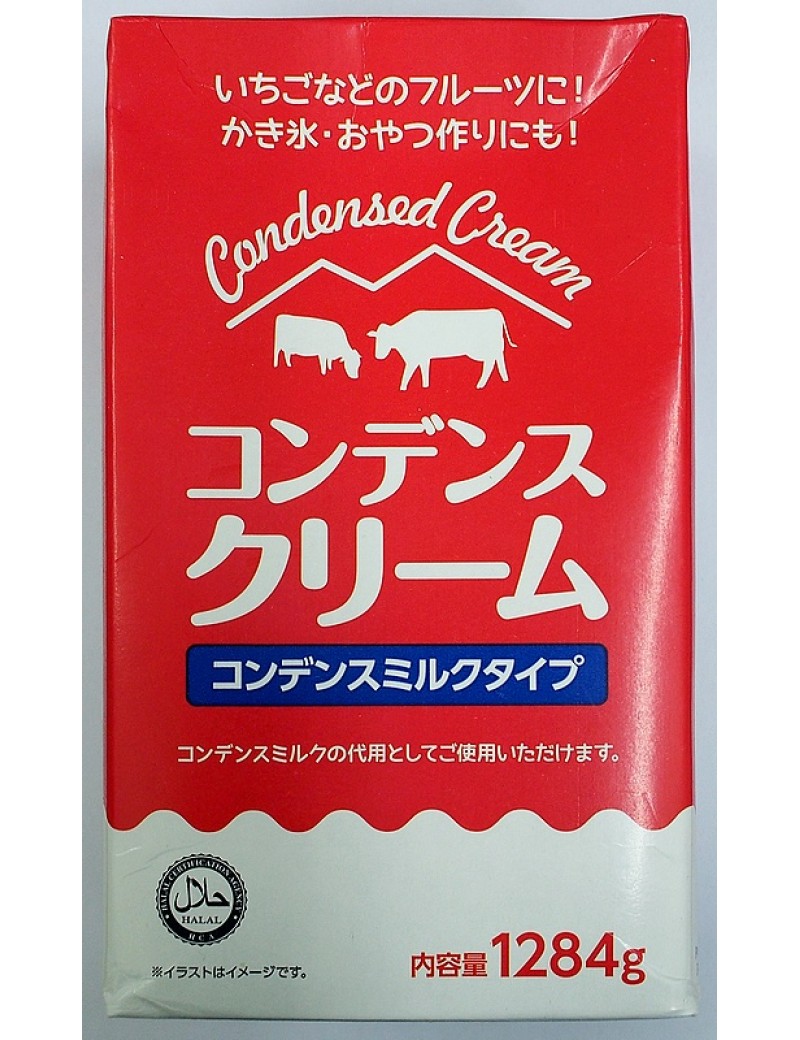 いちごなどのフルーツに!
かき氷・おやつ作りにも!
Condensed Cream
コンデンス
クリーム
コンデンスミルクタイプ
コンデンスミルクの代用としてご使用いただけます。
HALAL CERTIFICATION AGENCY
حلال
HALAL
HCA
※イラストはイメージです。
内容量1284g